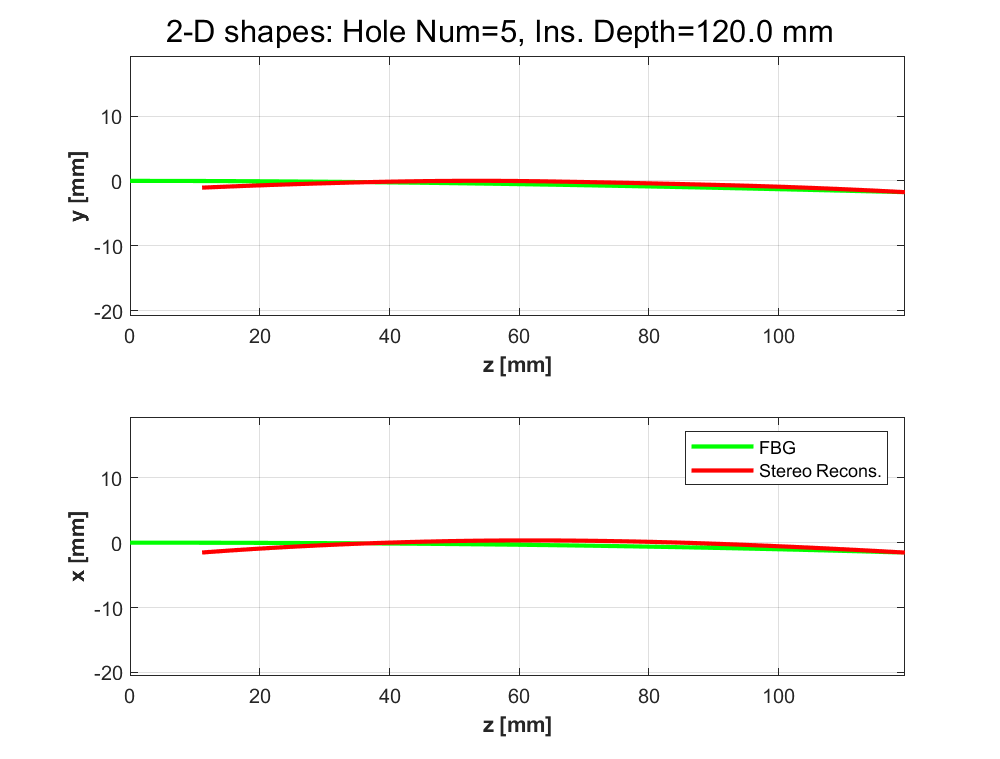 2-D shapes: Hole Num=5, Ins. Depth=120.0 mm
10
0
-10
-20
y [mm]
0 20 40 60 80 100
z [mm]
FBG
Stereo Recons.
10
0
-10
-20
x [mm]
0 20 40 60 80 100
z [mm]